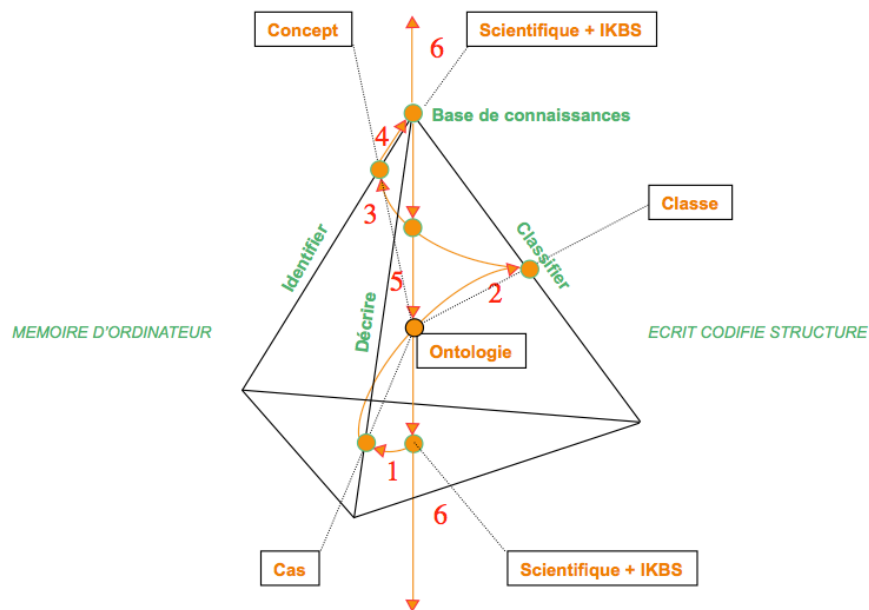 Concept
Scientifique + IKBS
6
Base de connaissances
4
3
Classe
Identifier
Classifier
5
2
Décrire
MEMOIRE D'ORDINATEUR
ECRIT CODIFIE STRUCTURE
Ontologie
1
6
Cas
Scientifique + IKBS